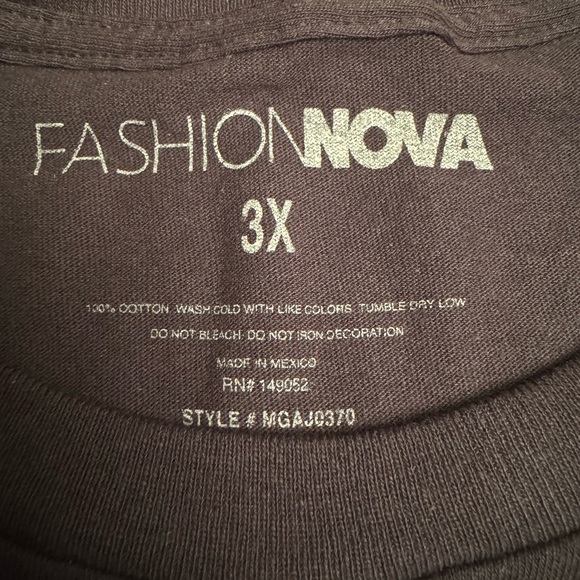 FASHIONNOVA
3X
100% COTTON WASH COLD WITH LIKE COLORS TUMBLE DRY LOW
DO NOT BLEACH DO NOT IRON DECORATION
MADE IN MEXICO
RN# 149052
STYLE # MGAJ0370